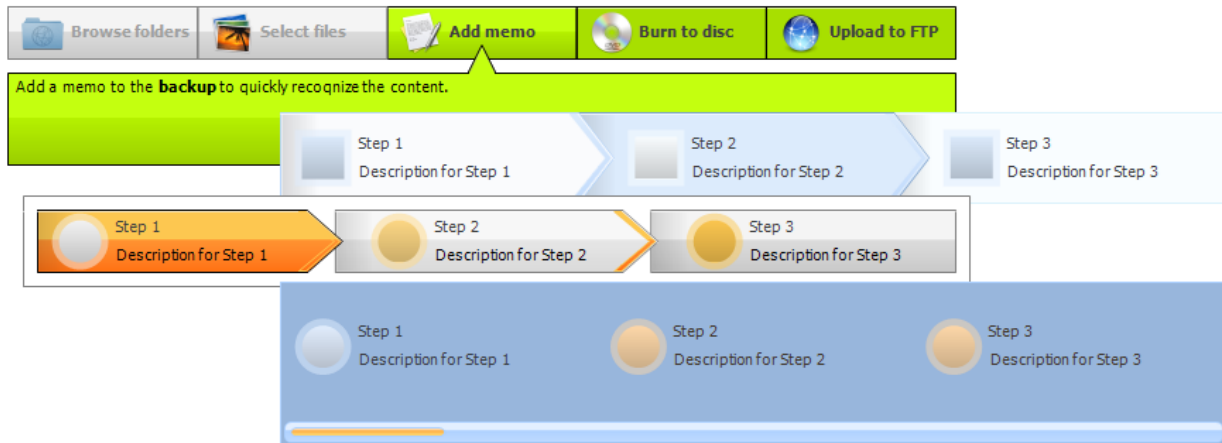 Browse folders Select files Add memo Burn to disc Upload to FTP
Add a memo to the backup to quickly recognize the content.
Step 1 Step 2 Step 3
Description for Step 1 Description for Step 2 Description for Step 3
Step 1 Step 2 Step 3
Description for Step 1 Description for Step 2 Description for Step 3
Step 1 Step 2 Step 3
Description for Step 1 Description for Step 2 Description for Step 3